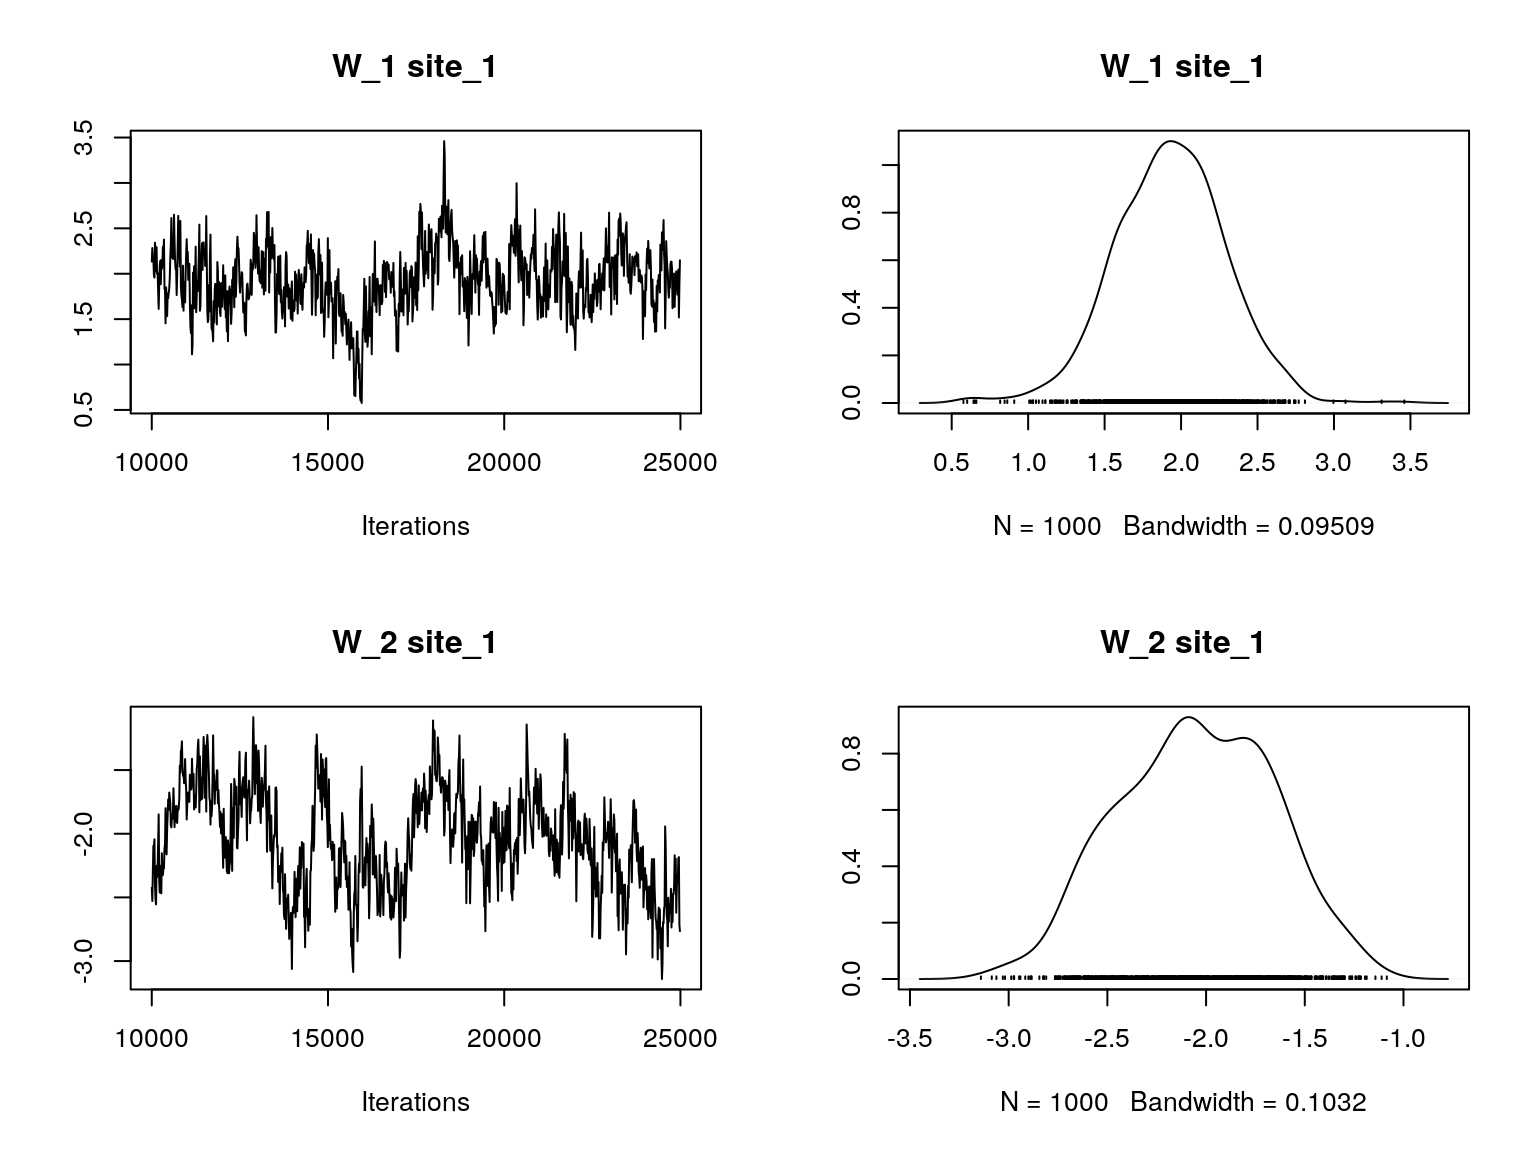 W_1 site_1
3.5
2.5
1.5
0.5
10000 15000 20000 25000
Iterations
W_1 site_1
0.8
0.4
0.0
0.5 1.0 1.5 2.0 2.5 3.0 3.5
N = 1000 Bandwidth = 0.09509
W_2 site_1
-2.0
-3.0
10000 15000 20000 25000
Iterations
W_2 site_1
0.8
0.4
0.0
-3.5 -3.0 -2.5 -2.0 -1.5 -1.0
N = 1000 Bandwidth = 0.1032